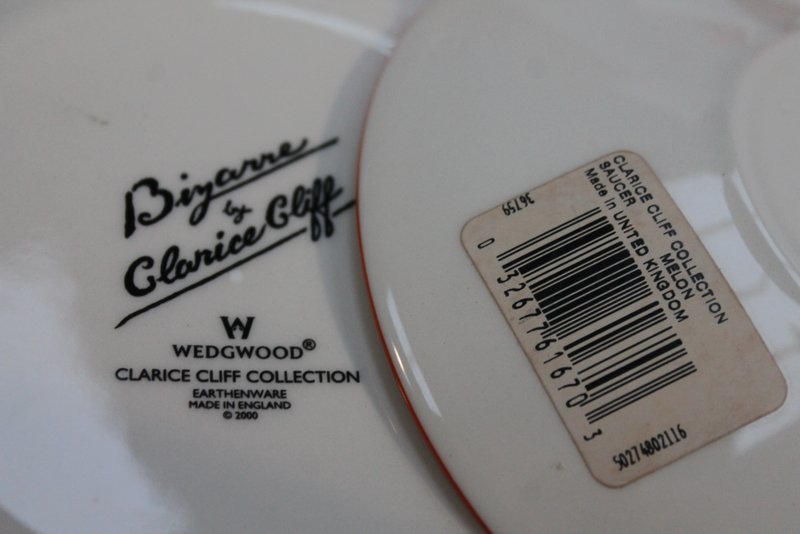 Bizarre
by
Clarice Cliff
WEDGWOOD®
CLARICE CLIFF COLLECTION
EARTHENWARE
MADE IN ENGLAND
© 2000
CLARICE CLIFF COLLECTION
SAUCER MELON
Made in UNITED KINGDOM
36759
0 32677 61670 3
50274802116